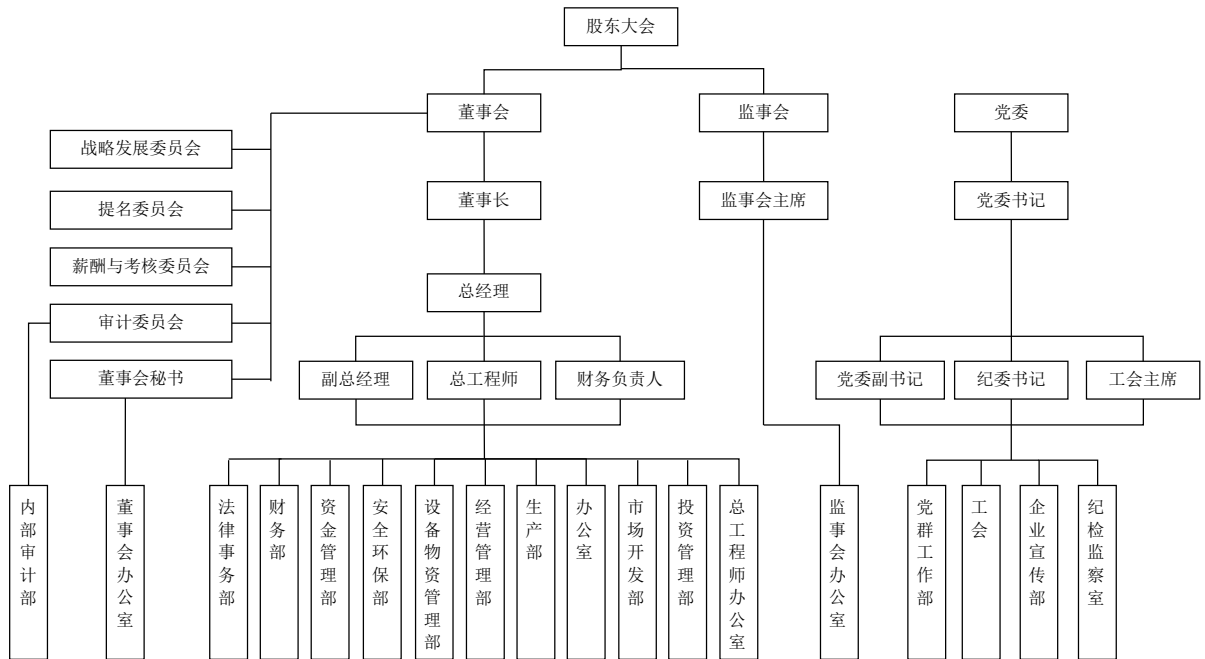 股东大会
董事会
监事会
党委
战略发展委员会
提名委员会
薪酬与考核委员会
审计委员会
董事会秘书
董事长
监事会主席
党委书记
总经理
副总经理
总工程师
财务负责人
党委副书记
纪委书记
工会主席
内部审计部
董事会办公室
法律事务部
财务部
资金管理部
安全环保部
设备物资管理部
经营管理部
生产部
办公室
市场开发部
投资管理部
总工程师办公室
监事会办公室
党群工作部
工会
企业宣传部
纪检监察室